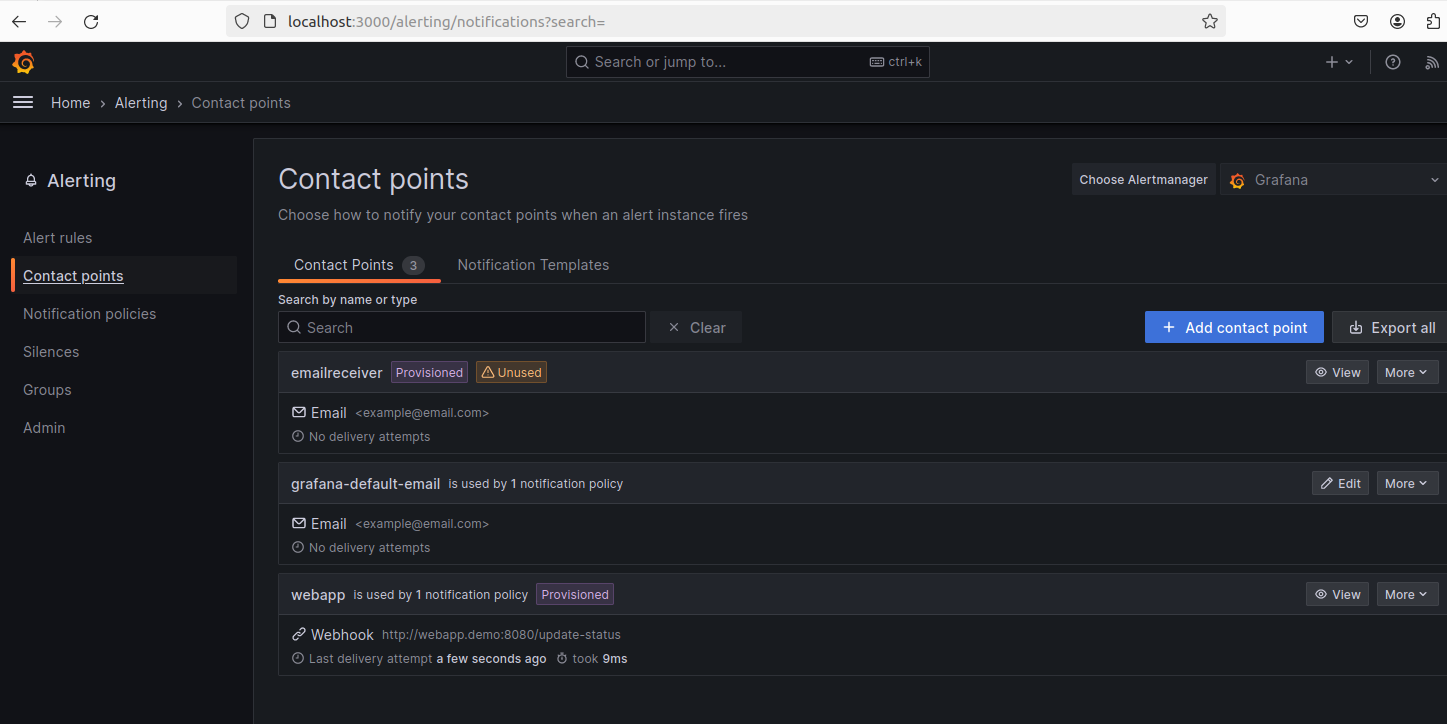 localhost:3000/alerting/notifications?search=
Search or jump to... ctrl+k
Home › Alerting › Contact points
Alerting
Alert rules
Contact points
Notification policies
Silences
Groups
Admin
Contact points
Choose Alertmanager Grafana
Choose how to notify your contact points when an alert instance fires
Contact Points 3 Notification Templates
Search by name or type
Search Clear Add contact point Export all
emailreceiver Provisioned Unused View More
Email <example@email.com>
No delivery attempts
grafana-default-email is used by 1 notification policy Edit More
Email <example@email.com>
No delivery attempts
webapp is used by 1 notification policy Provisioned View More
Webhook http://webapp.demo:8080/update-status
Last delivery attempt a few seconds ago took 9ms